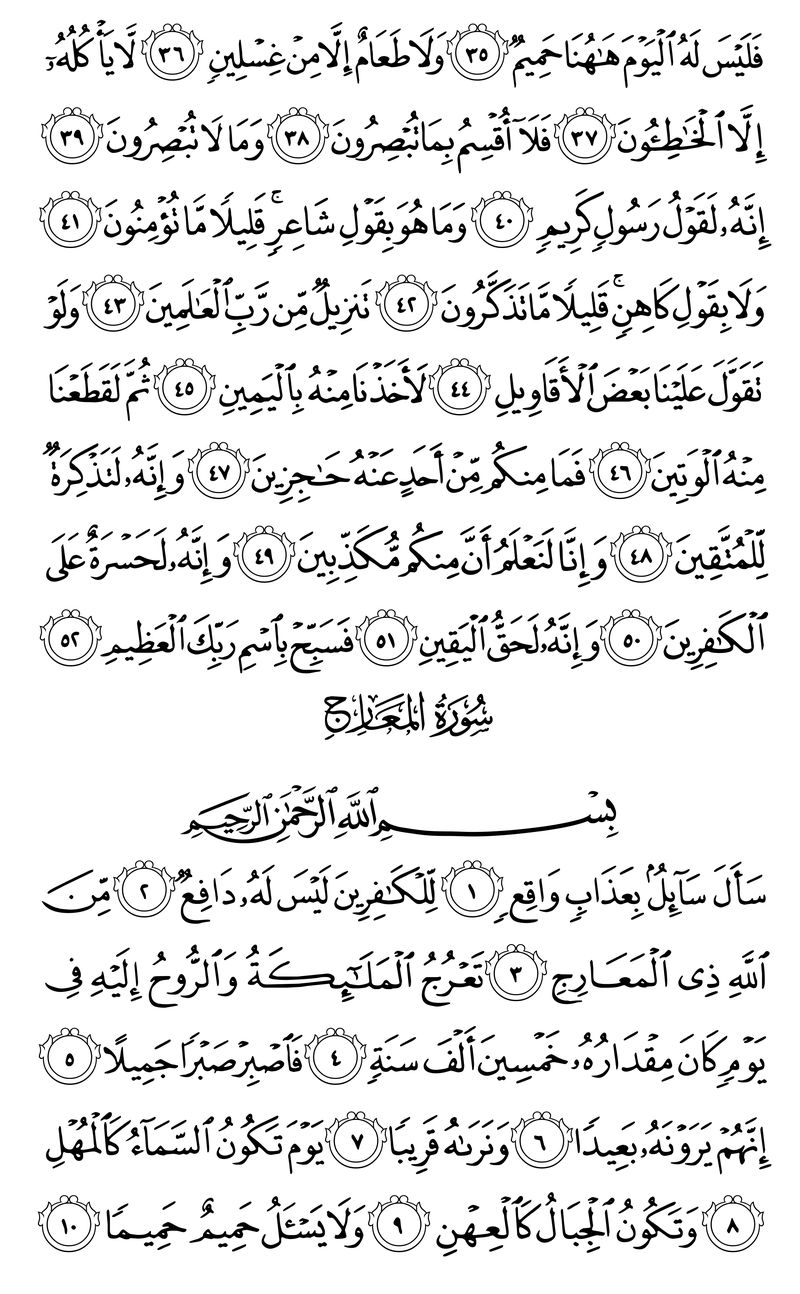 فَلَيْسَ لَهُ ٱلْيَوْمَ هَـٰهُنَا حَمِيمٌ ٣٥ وَلَا طَعَامٌ إِلَّا مِنْ غِسْلِينٍ ٣٦ لَّا يَأْكُلُهُۥٓ
إِلَّا ٱلْخَـٰطِـُٔونَ ٣٧ فَلَآ أُقْسِمُ بِمَا تُبْصِرُونَ ٣٨ وَمَا لَا تُبْصِرُونَ ٣٩
إِنَّهُۥ لَقَوْلُ رَسُولٍ كَرِيمٍ ٤٠ وَمَا هُوَ بِقَوْلِ شَاعِرٍ ۚ قَلِيلًا مَّا تُؤْمِنُونَ ٤١
وَلَا بِقَوْلِ كَاهِنٍ ۚ قَلِيلًا مَّا تَذَكَّرُونَ ٤٢ تَنزِيلٌ مِّن رَّبِّ ٱلْعَـٰلَمِينَ ٤٣ وَلَوْ
تَقَوَّلَ عَلَيْنَا بَعْضَ ٱلْأَقَاوِيلِ ٤٤ لَأَخَذْنَا مِنْهُ بِٱلْيَمِينِ ٤٥ ثُمَّ لَقَطَعْنَا
مِنْهُ ٱلْوَتِينَ ٤٦ فَمَا مِنكُم مِّنْ أَحَدٍ عَنْهُ حَـٰجِزِينَ ٤٧ وَإِنَّهُۥ لَتَذْكِرَةٌ
لِّلْمُتَّقِينَ ٤٨ وَإِنَّا لَنَعْلَمُ أَنَّ مِنكُم مُّكَذِّبِينَ ٤٩ وَإِنَّهُۥ لَحَسْرَةٌ عَلَى
ٱلْكَـٰفِرِينَ ٥٠ وَإِنَّهُۥ لَحَقُّ ٱلْيَقِينِ ٥١ فَسَبِّحْ بِٱسْمِ رَبِّكَ ٱلْعَظِيمِ ٥٢
سُورَةُ المَعَارِجِ
بِسْمِ ٱللَّهِ ٱلرَّحْمَـٰنِ ٱلرَّحِيمِ
سَأَلَ سَآئِلٌۢ بِعَذَابٍ وَاقِعٍ ١ لِّلْكَـٰفِرِينَ لَيْسَ لَهُۥ دَافِعٌ ٢ مِّنَ
ٱللَّهِ ذِى ٱلْمَعَارِجِ ٣ تَعْرُجُ ٱلْمَلَـٰٓئِكَةُ وَٱلرُّوحُ إِلَيْهِ فِى
يَوْمٍ كَانَ مِقْدَارُهُۥ خَمْسِينَ أَلْفَ سَنَةٍ ٤ فَٱصْبِرْ صَبْرًا جَمِيلًا ٥
إِنَّهُمْ يَرَوْنَهُۥ بَعِيدًا ٦ وَنَرَىٰهُ قَرِيبًا ٧ يَوْمَ تَكُونُ ٱلسَّمَآءُ كَٱلْمُهْلِ
٨ وَتَكُونُ ٱلْجِبَالُ كَٱلْعِهْنِ ٩ وَلَا يَسْـَٔلُ حَمِيمٌ حَمِيمًا ١٠